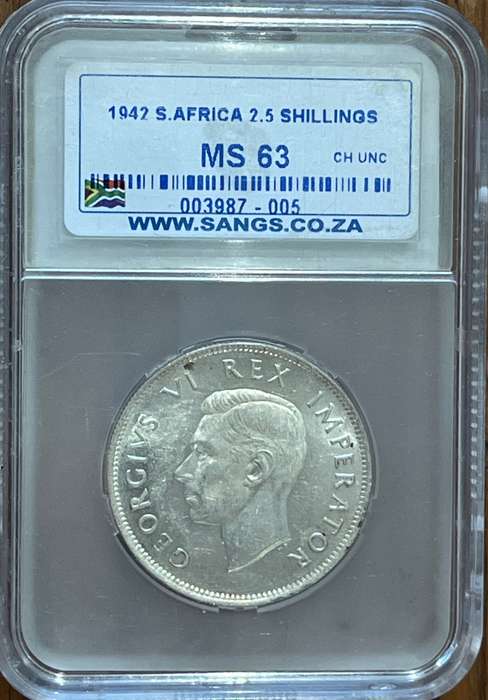 1942 S.AFRICA 2.5 SHILLINGS
MS 63 CH UNC
003987 - 005
WWW.SANGS.CO.ZA
GEORGIVS VI REX IMPERATOR